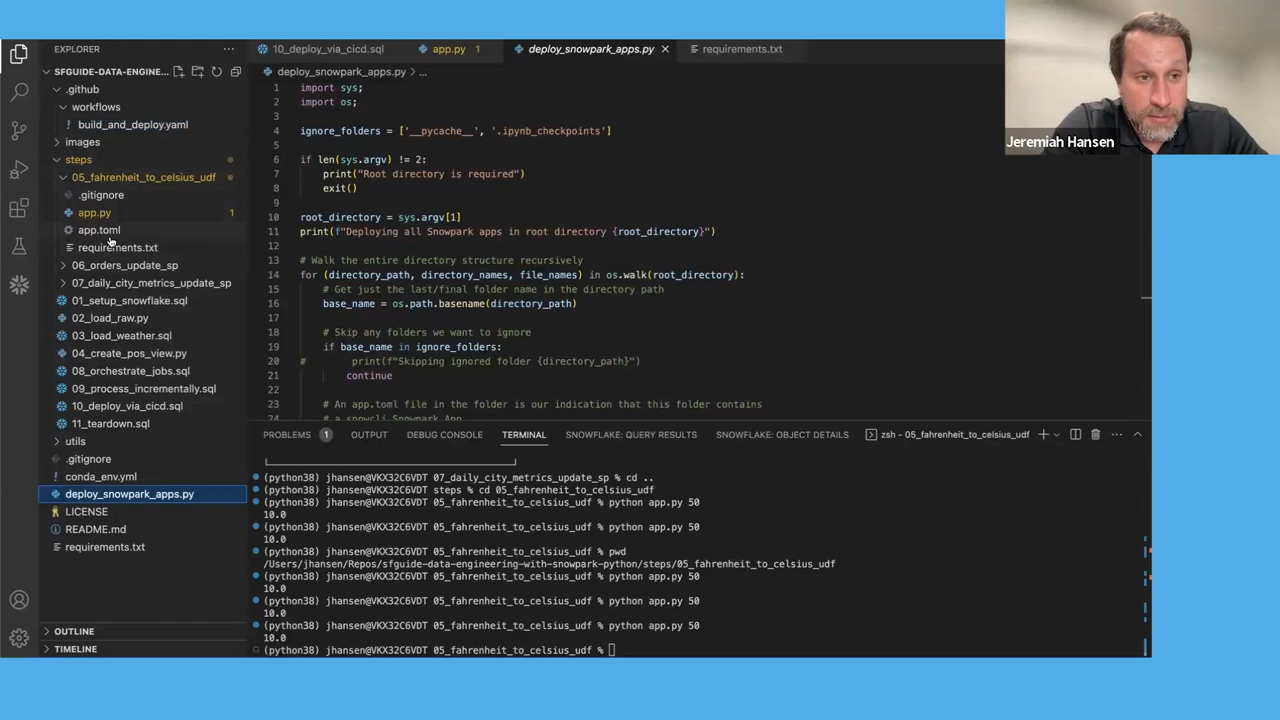 EXPLORER
SFGUIDE-DATA-ENGINE...
.github
workflows
build_and_deploy.yaml
images
steps
05_fahrenheit_to_celsius_udf
.gitignore
app.py 1
app.toml
requirements.txt
06_orders_update_sp
07_daily_city_metrics_update_sp
01_setup_snowflake.sql
02_load_raw.py
03_load_weather.sql
04_create_pos_view.py
08_orchestrate_jobs.sql
09_process_incrementally.sql
10_deploy_via_cicd.sql
11_teardown.sql
utils
.gitignore
conda_env.yml
deploy_snowpark_apps.py
LICENSE
README.md
requirements.txt
OUTLINE
TIMELINE
10_deploy_via_cicd.sql app.py 1 deploy_snowpark_apps.py requirements.txt
deploy_snowpark_apps.py > ...
1 import sys;
2 import os;
3
4 ignore_folders = ['__pycache__', '.ipynb_checkpoints']
5
6 if len(sys.argv) != 2:
7 print("Root directory is required")
8 exit()
9
10 root_directory = sys.argv[1]
11 print(f"Deploying all Snowpark apps in root directory {root_directory}")
12
13 # Walk the entire directory structure recursively
14 for (directory_path, directory_names, file_names) in os.walk(root_directory):
15 # Get just the last/final folder name in the directory path
16 base_name = os.path.basename(directory_path)
17
18 # Skip any folders we want to ignore
19 if base_name in ignore_folders:
20 # print(f"Skipping ignored folder {directory_path}")
21 continue
22
23 # An app.toml file in the folder is our indication that this folder contains
24 # a snowcli Snowpark App
PROBLEMS 1 OUTPUT DEBUG CONSOLE TERMINAL SNOWFLAKE: QUERY RESULTS SNOWFLAKE: OBJECT DETAILS zsh - 05_fahrenheit_to_celsius_udf
(python38) jhansen@VKX32C6VDT 07_daily_city_metrics_update_sp % cd ..
(python38) jhansen@VKX32C6VDT steps % cd 05_fahrenheit_to_celsius_udf
(python38) jhansen@VKX32C6VDT 05_fahrenheit_to_celsius_udf % python app.py 50
10.0
(python38) jhansen@VKX32C6VDT 05_fahrenheit_to_celsius_udf % python app.py 50
10.0
(python38) jhansen@VKX32C6VDT 05_fahrenheit_to_celsius_udf % pwd
/Users/jhansen/Repos/sfguide-data-engineering-with-snowpark-python/steps/05_fahrenheit_to_celsius_udf
(python38) jhansen@VKX32C6VDT 05_fahrenheit_to_celsius_udf % python app.py 50
10.0
(python38) jhansen@VKX32C6VDT 05_fahrenheit_to_celsius_udf % python app.py 50
10.0
(python38) jhansen@VKX32C6VDT 05_fahrenheit_to_celsius_udf % python app.py 50
10.0
(python38) jhansen@VKX32C6VDT 05_fahrenheit_to_celsius_udf %
Jeremiah Hansen